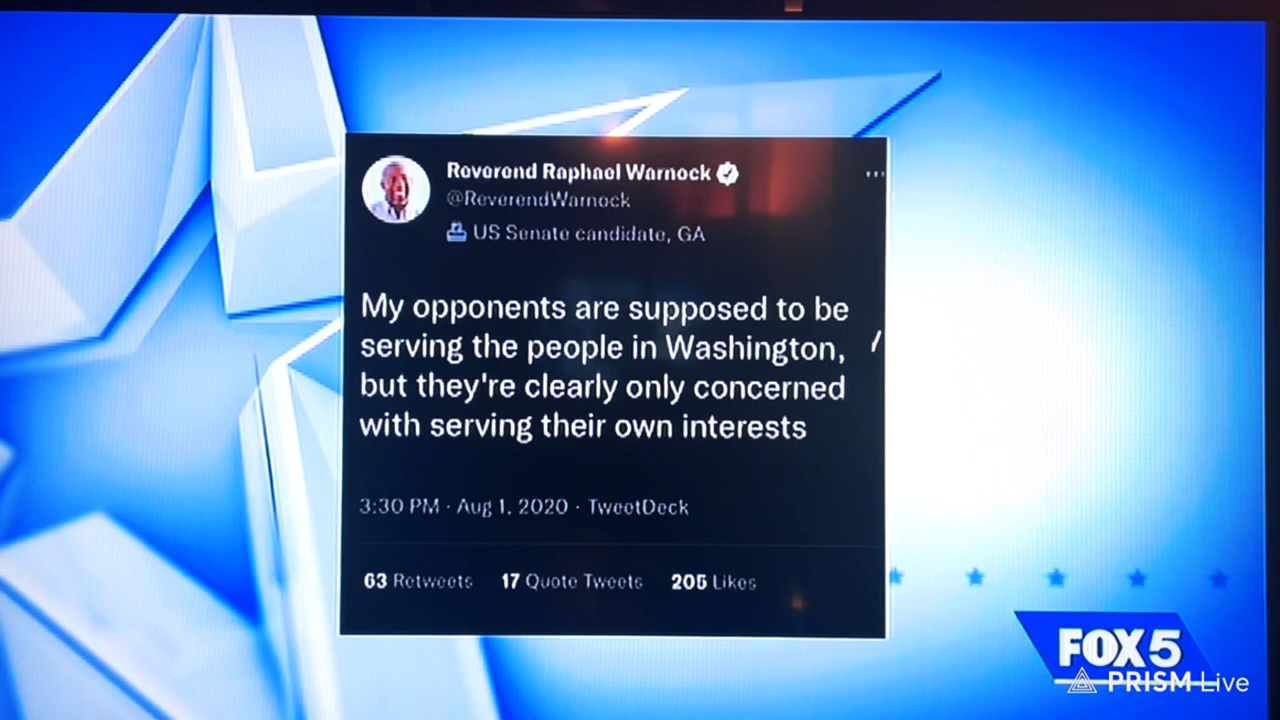 Reverend Raphael Warnock
@ReverendWarnock
US Senate candidate, GA
My opponents are supposed to be
serving the people in Washington,
but they're clearly only concerned
with serving their own interests
3:30 PM · Aug 1, 2020 · TweetDeck
63 Retweets 17 Quote Tweets 205 Likes
FOX 5
PRISM Live